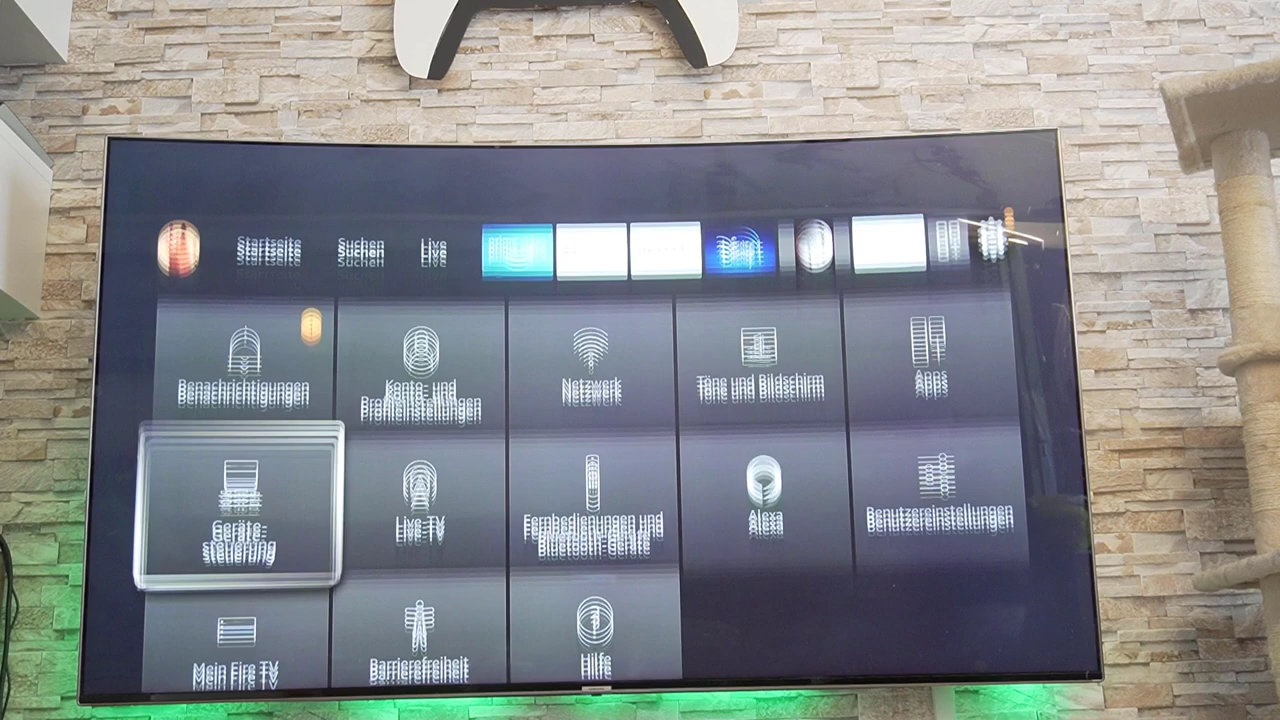 Startseite Suchen Live
Benachrichtigungen
Konto- und
Profileinstellungen
Netzwerk
Töne und Bildschirm
Apps
Geräte-
steuerung
Live-TV
Fernbedienungen und
Bluetooth-Geräte
Alexa
Benutzereinstellungen
Mein Fire TV
Barrierefreiheit
Hilfe